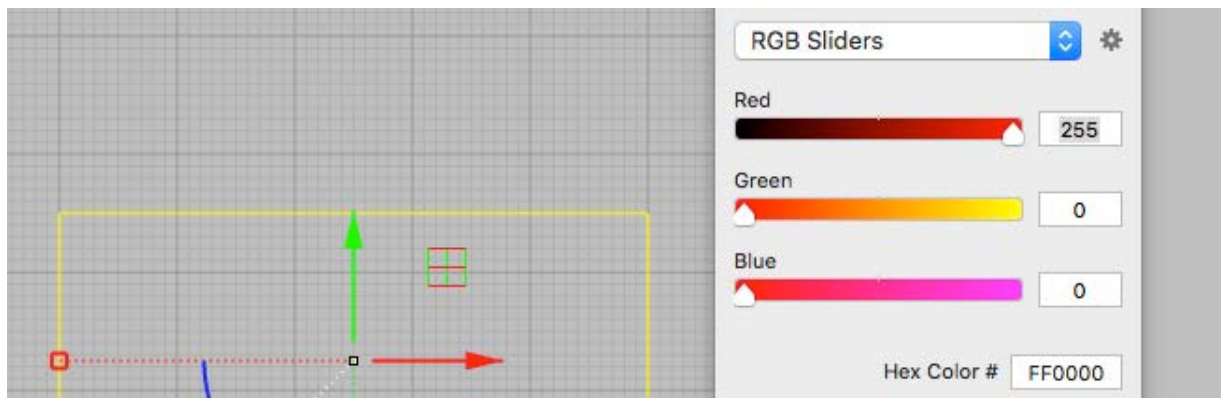 RGB Sliders
Red
255
Green
0
Blue
0
Hex Color # FF0000